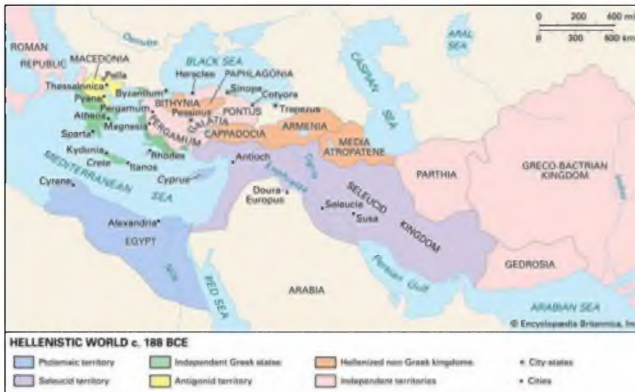 0 200 400 mi
0 300 600 km
ROMAN
REPUBLIC
MACEDONIA
Pella
Thessalonica
Pydna
Athens
Sparta
Kydonia
Crete
Itanos
Rhodes
Magnesia
Pergamum
PERGAMUM
Byzantium
Danube
BLACK SEA
Heraclea
PAPHLAGONIA
Sinope
Cotyora
BITHYNIA
Pessinus
PONTUS
Trapezus
GALATIA
CAPPADOCIA
ARMENIA
MEDIA
ATROPATENE
CASPIAN
SEA
ARAL
SEA
MEDITERRANEAN
SEA
Cyprus
Antioch
Doura-
Europus
Tigris
Euphrates
SELEUCID
KINGDOM
Seleucia
Susa
PARTHIA
GRECO-BACTRIAN
KINGDOM
GEDROSIA
Cyrene
Alexandria
EGYPT
Nile
RED SEA
ARABIA
Persian Gulf
ARABIAN SEA
© Encyclopædia Britannica, Inc.
HELLENISTIC WORLD c. 188 BCE
Ptolemaic territory
Independent Greek states
Hellenized non-Greek kingdoms
City-states
Seleucid territory
Antigonid territory
Independent territories
Cities